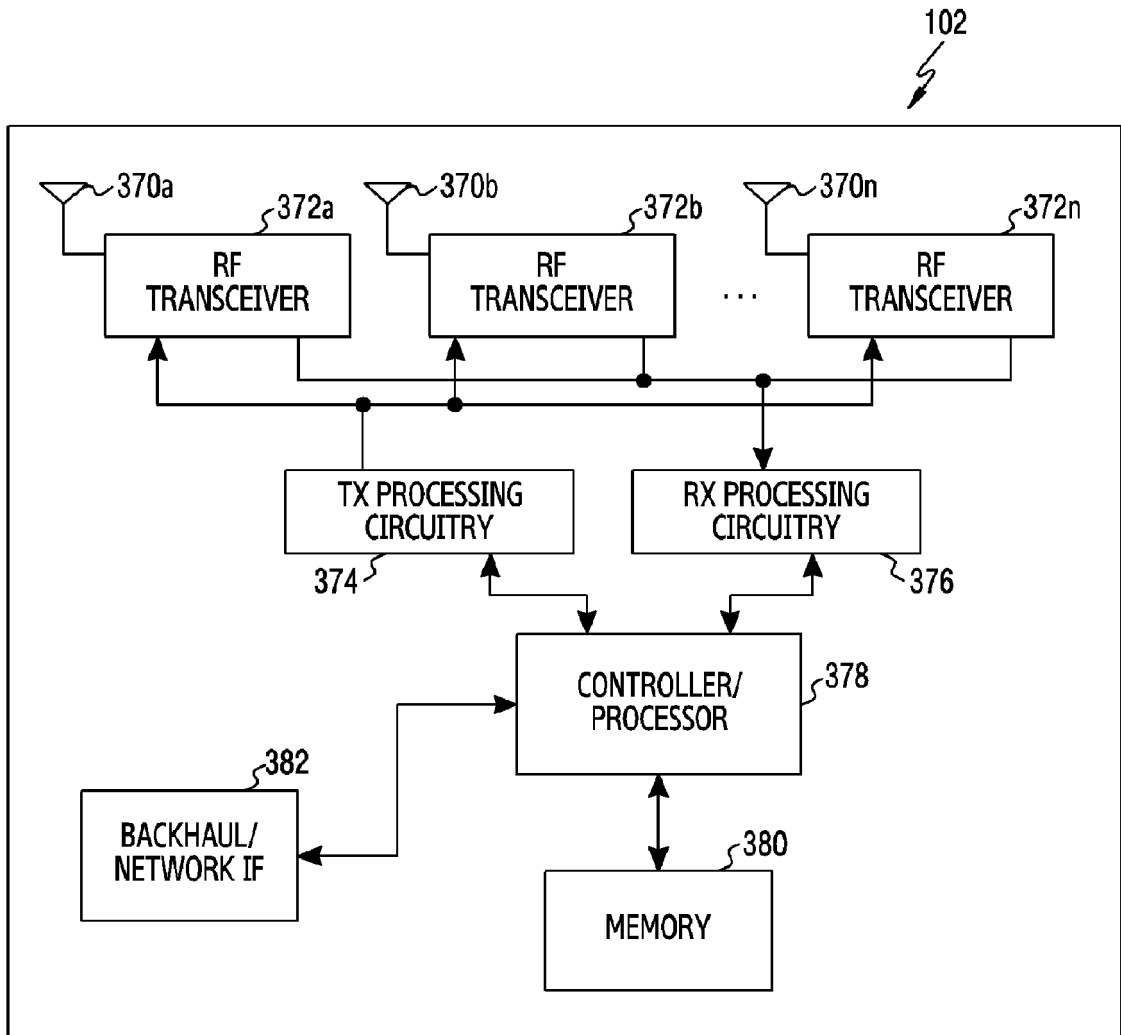 102
370a
370b
370n
372a
372b
372n
RF
TRANSCEIVER
RF
TRANSCEIVER
...
RF
TRANSCEIVER
TX PROCESSING
CIRCUITRY
RX PROCESSING
CIRCUITRY
374
376
CONTROLLER/
PROCESSOR
378
382
BACKHAUL/
NETWORK IF
380
MEMORY